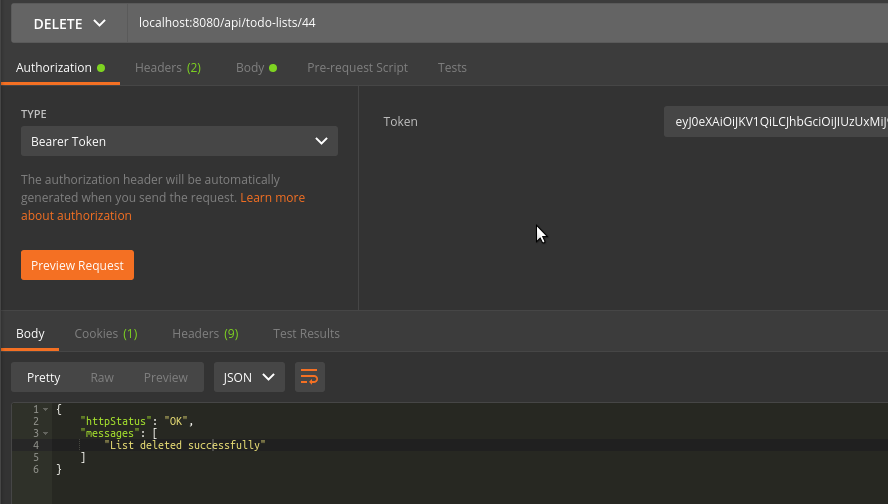 DELETE localhost:8080/api/todo-lists/44
Authorization Headers (2) Body Pre-request Script Tests
TYPE
Bearer Token
The authorization header will be automatically
generated when you send the request. Learn more
about authorization
Preview Request
Token
Body Cookies (1) Headers (9) Test Results
Pretty Raw Preview JSON
1 {
2 "httpStatus": "OK",
3 "messages": [
4 "List deleted successfully"
5 ]
6 }